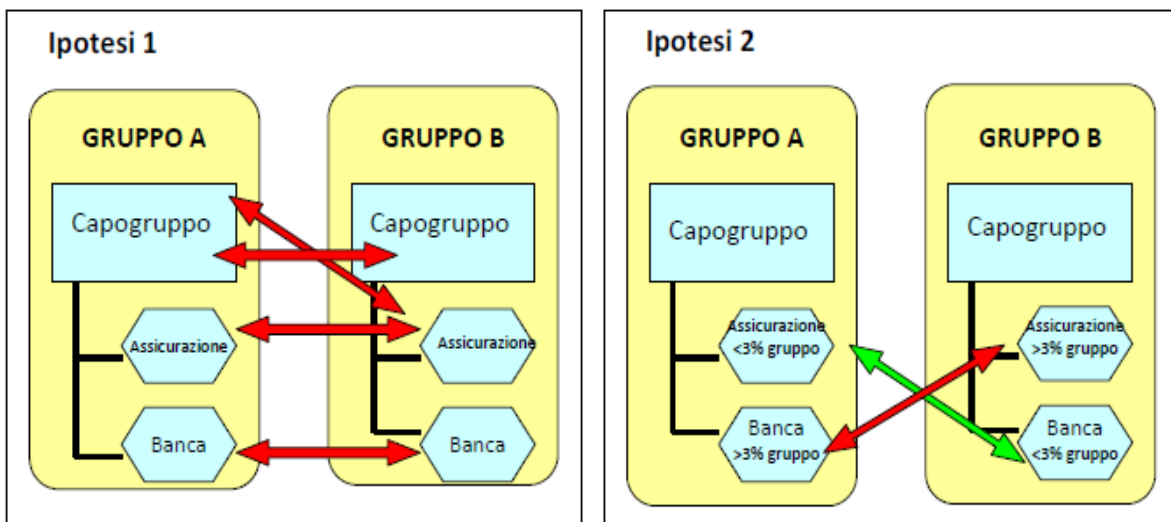 Ipotesi 1
GRUPPO A
Capogruppo
Assicurazione
Banca
GRUPPO B
Capogruppo
Assicurazione
Banca
Ipotesi 2
GRUPPO A
Capogruppo
Assicurazione
<3% gruppo
Banca
>3% gruppo
GRUPPO B
Capogruppo
Assicurazione
>3% gruppo
Banca
<3% gruppo